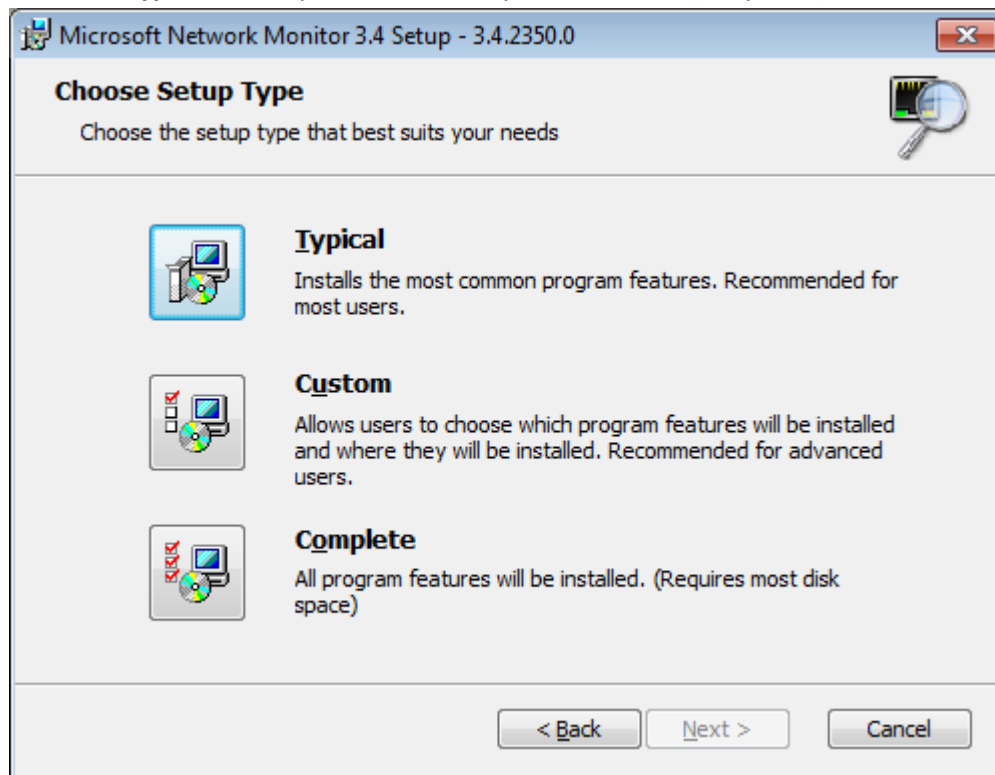 Microsoft Network Monitor 3.4 Setup - 3.4.2350.0
Choose Setup Type
Choose the setup type that best suits your needs
Typical
Installs the most common program features. Recommended for
most users.
Custom
Allows users to choose which program features will be installed
and where they will be installed. Recommended for advanced
users.
Complete
All program features will be installed. (Requires most disk
space)
< Back Next > Cancel